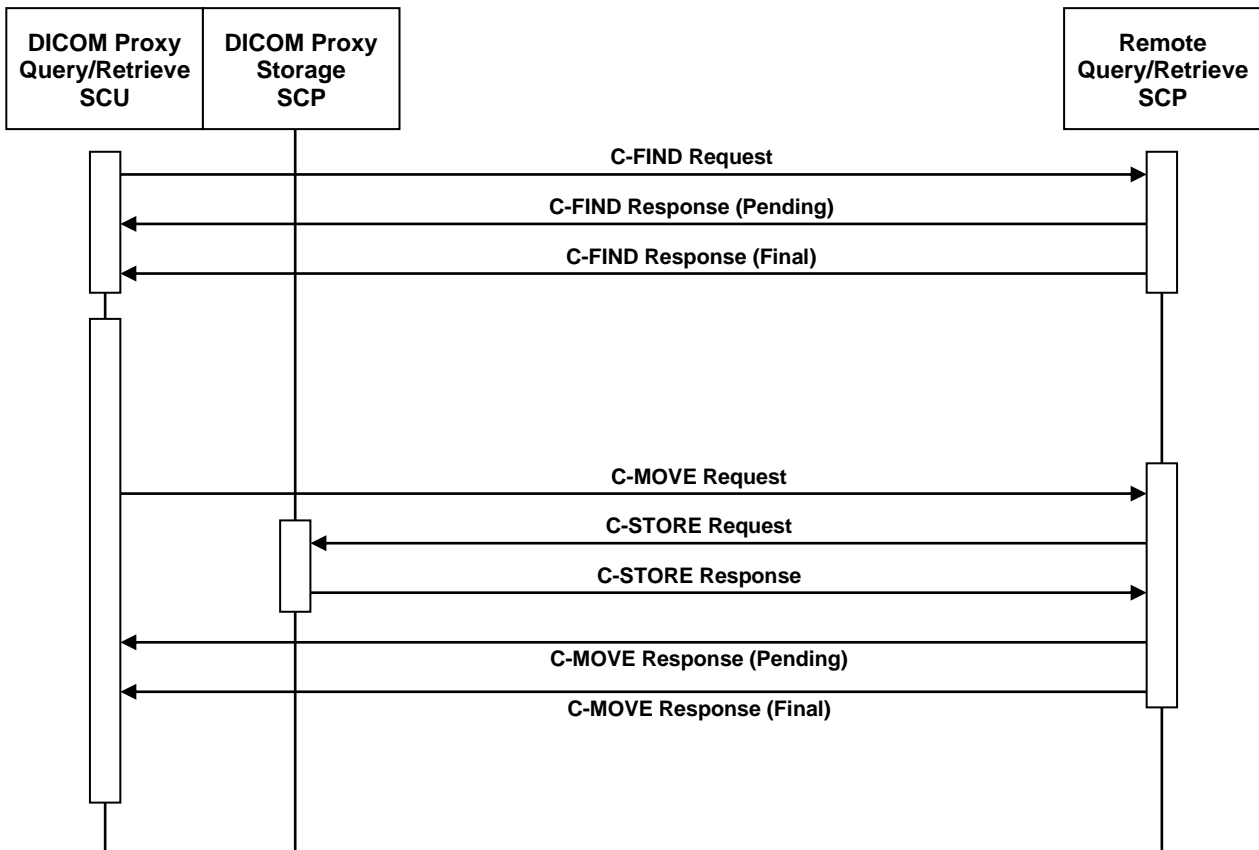 DICOM Proxy
Query/Retrieve
SCU
DICOM Proxy
Storage
SCP
Remote
Query/Retrieve
SCP
C-FIND Request
C-FIND Response (Pending)
C-FIND Response (Final)
C-MOVE Request
C-STORE Request
C-STORE Response
C-MOVE Response (Pending)
C-MOVE Response (Final)